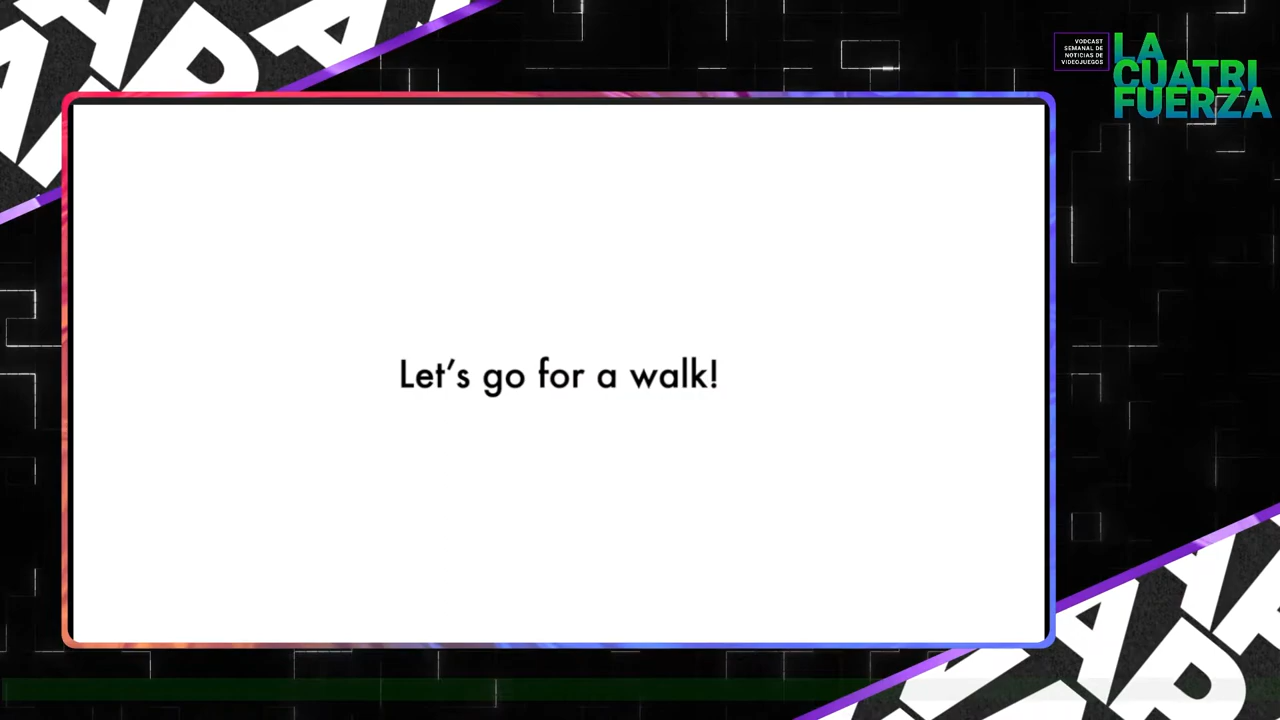 VODCAST
SEMANAL DE
NOTICIAS DE
VIDEOJUEGOS
LA
CUATRI
FUERZA
Let's go for a walk!